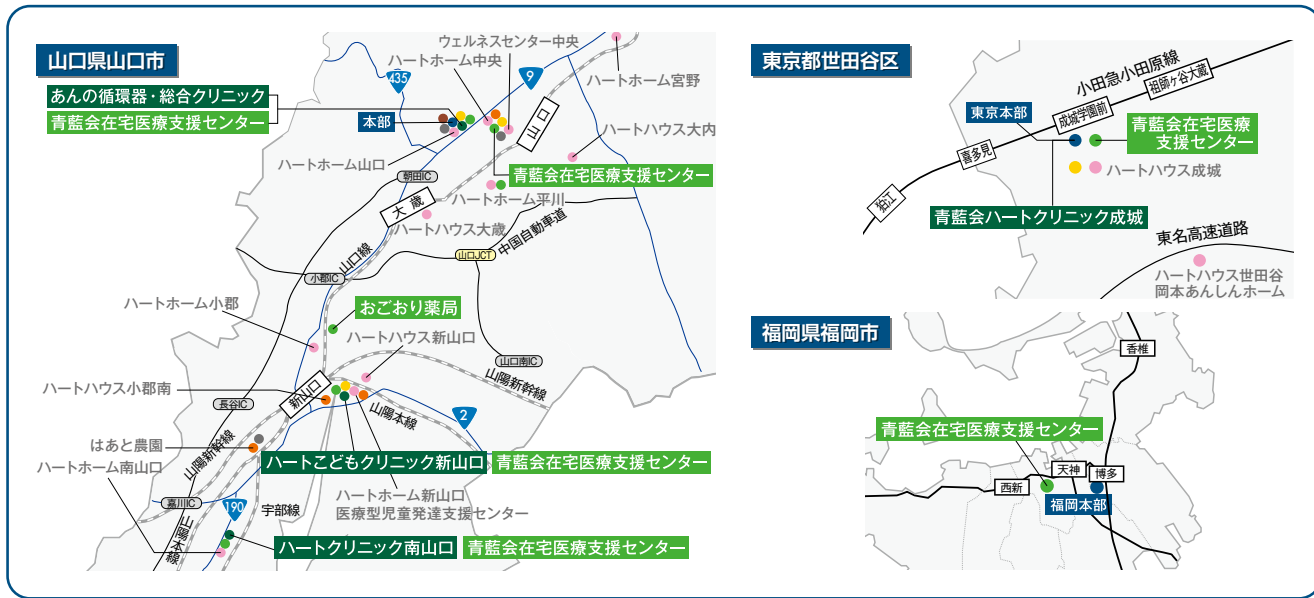 山口県山口市
ウェルネスセンター中央
ハートホーム中央
435
9
ハートホーム宮野
あんの循環器・総合クリニック
青藍会在宅医療支援センター
本部
山口
ハートハウス大内
ハートホーム山口
朝田IC
青藍会在宅医療支援センター
大歳
ハートホーム平川
ハートハウス大歳
中国自動車道
山口線
山口JCT
小郡IC
ハートホーム小郡
おごおり薬局
ハートハウス新山口
山口南IC
山陽新幹線
ハートハウス小郡南
新山口
長谷IC
山陽本線
2
はあと農園
山陽新幹線
ハートホーム南山口
ハートこどもクリニック新山口
青藍会在宅医療支援センター
嘉川IC
190
宇部線
ハートホーム新山口
医療型児童発達支援センター
山陽本線
ハートクリニック南山口
青藍会在宅医療支援センター
東京都世田谷区
小田急小田原線
祖師ヶ谷大蔵
東京本部
成城学園前
青藍会在宅医療
支援センター
喜多見
ハートハウス成城
狛江
青藍会ハートクリニック成城
東名高速道路
ハートハウス世田谷
岡本あんしんホーム
福岡県福岡市
香椎
青藍会在宅医療支援センター
天神
博多
西新
福岡本部